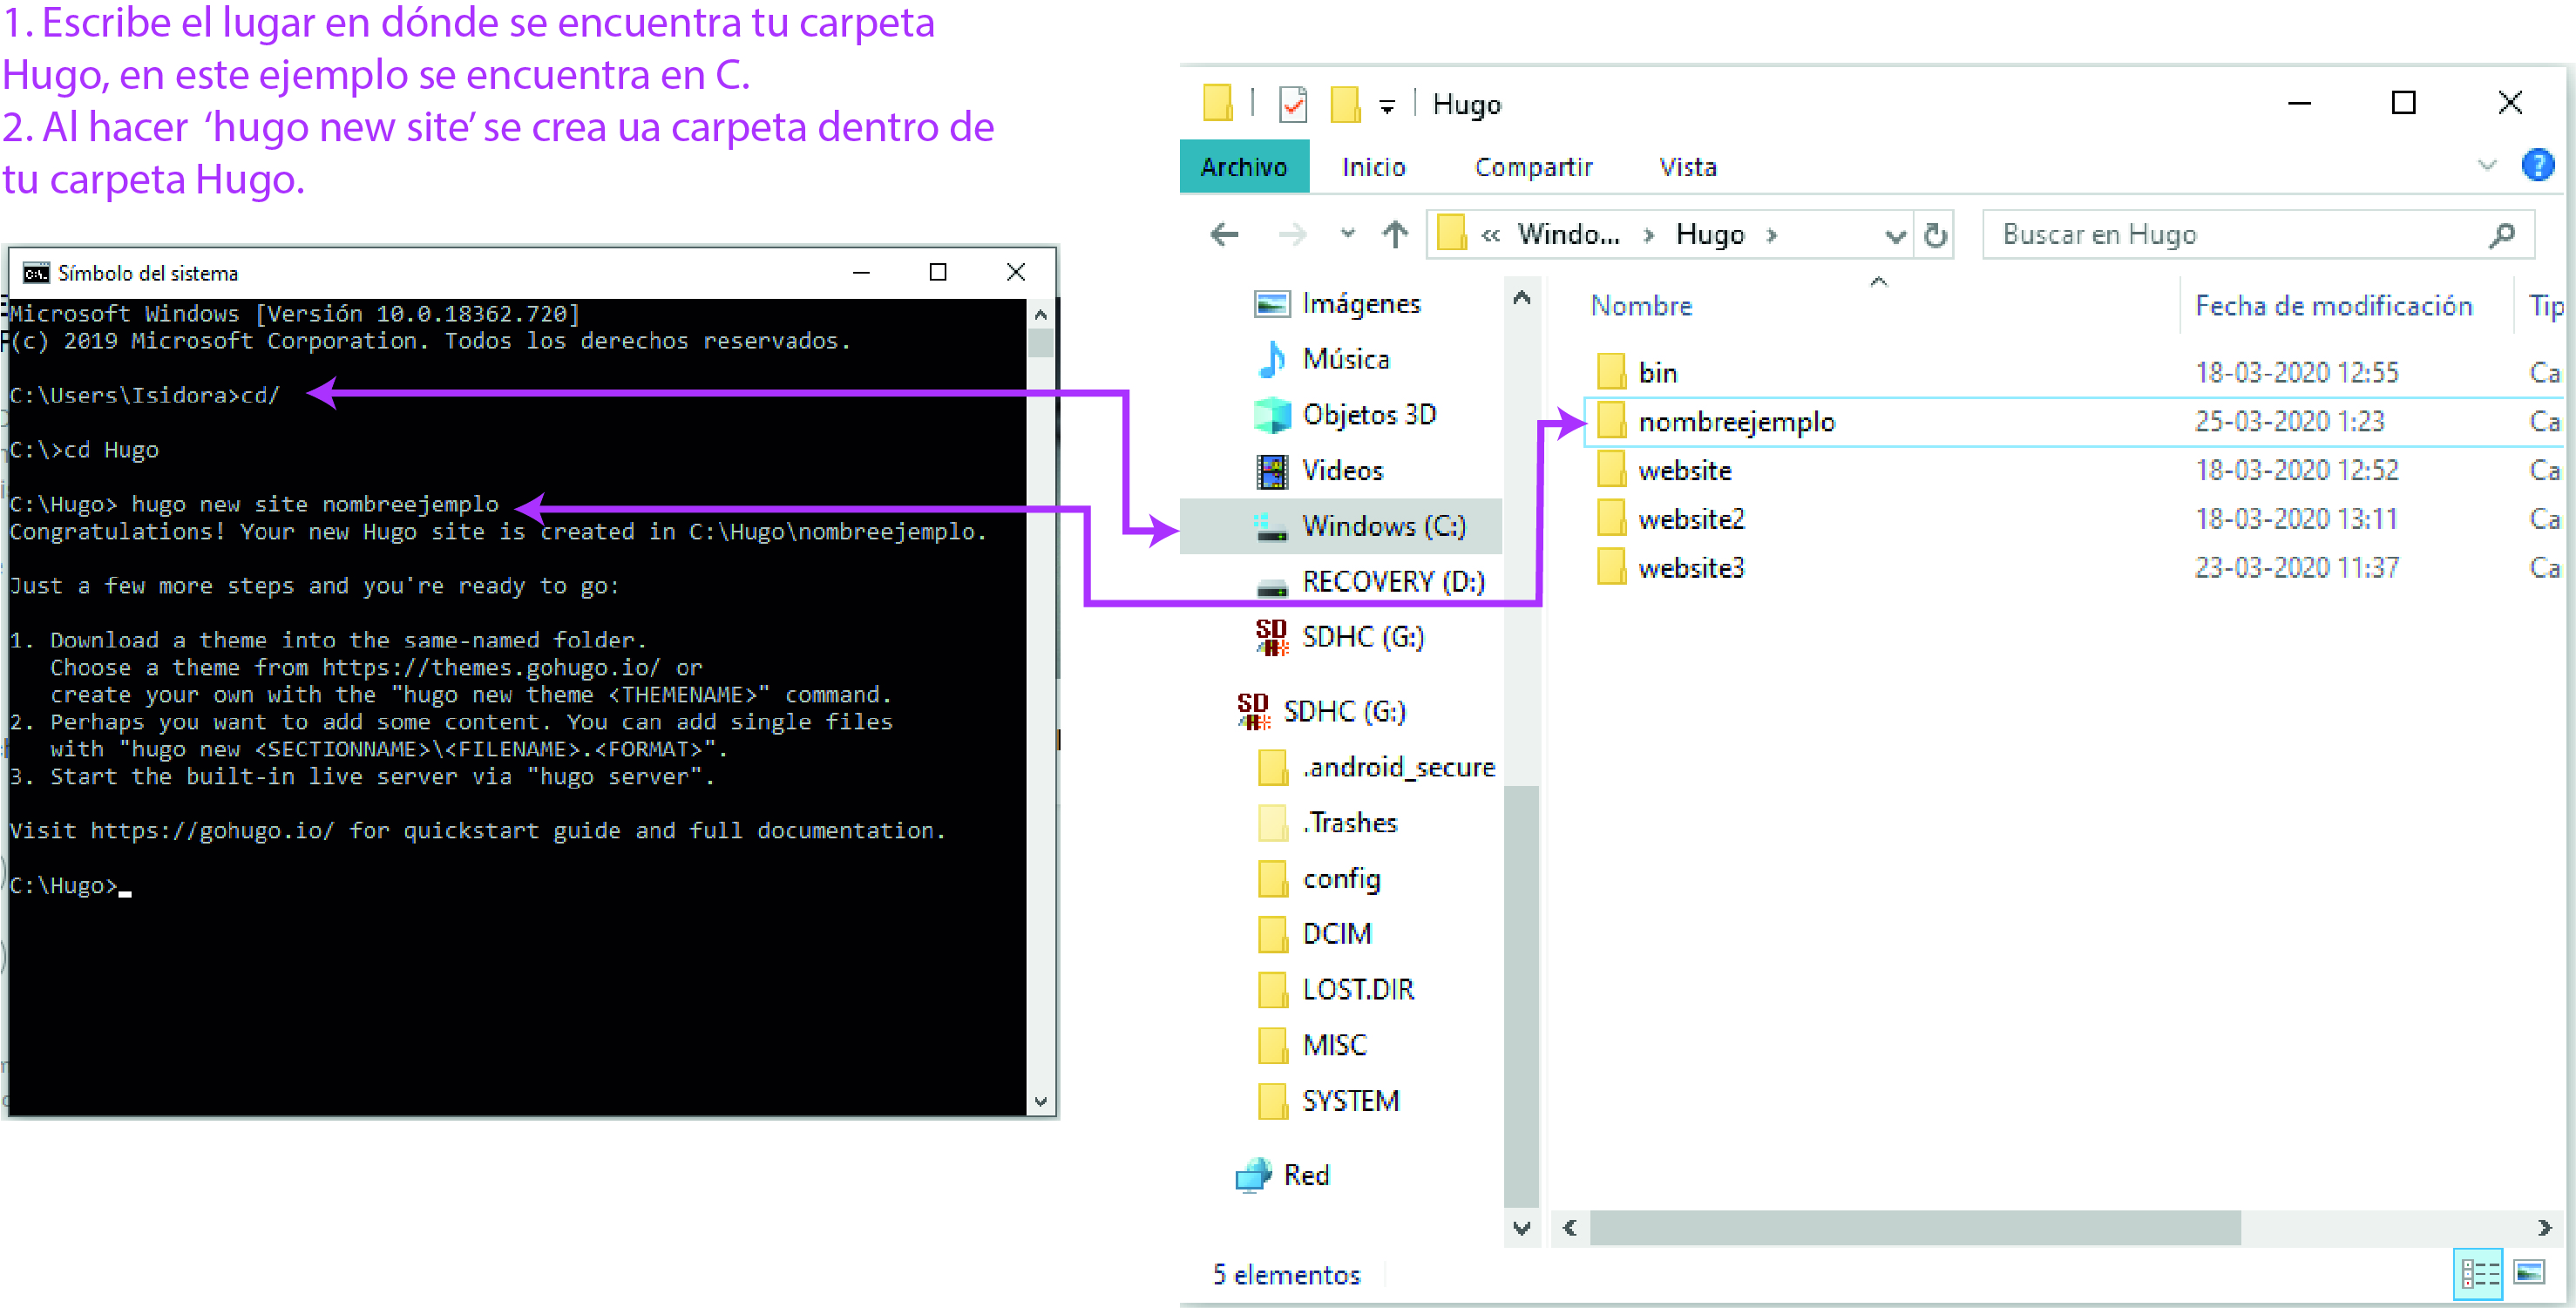 1. Escribe el lugar en dónde se encuentra tu carpeta
Hugo, en este ejemplo se encuentra en C.
2. Al hacer ‘hugo new site’ se crea ua carpeta dentro de
tu carpeta Hugo.
Símbolo del sistema
Microsoft Windows [Versión 10.0.18362.720]
(c) 2019 Microsoft Corporation. Todos los derechos reservados.
C:\Users\Isidora>cd/
C:\>cd Hugo
C:\Hugo> hugo new site nombreejemplo
Congratulations! Your new Hugo site is created in C:\Hugo\nombreejemplo.
Just a few more steps and you're ready to go:
1. Download a theme into the same-named folder.
Choose a theme from https://themes.gohugo.io/ or
create your own with the "hugo new theme <THEMENAME>" command.
2. Perhaps you want to add some content. You can add single files
with "hugo new <SECTIONNAME>\<FILENAME>.<FORMAT>".
3. Start the built-in live server via "hugo server".
Visit https://gohugo.io/ for quickstart guide and full documentation.
C:\Hugo>
Hugo
Archivo Inicio Compartir Vista
« Windo... > Hugo > Buscar en Hugo
Imágenes
Música
Objetos 3D
Videos
Windows (C:)
RECOVERY (D:)
SDHC (G:)
SDHC (G:)
.android_secure
.Trashes
config
DCIM
LOST.DIR
MISC
SYSTEM
Red
Nombre Fecha de modificación Tip
bin 18-03-2020 12:55 Ca
nombreejemplo 25-03-2020 1:23 Ca
website 18-03-2020 12:52 Ca
website2 18-03-2020 13:11 Ca
website3 23-03-2020 11:37 Ca
5 elementos